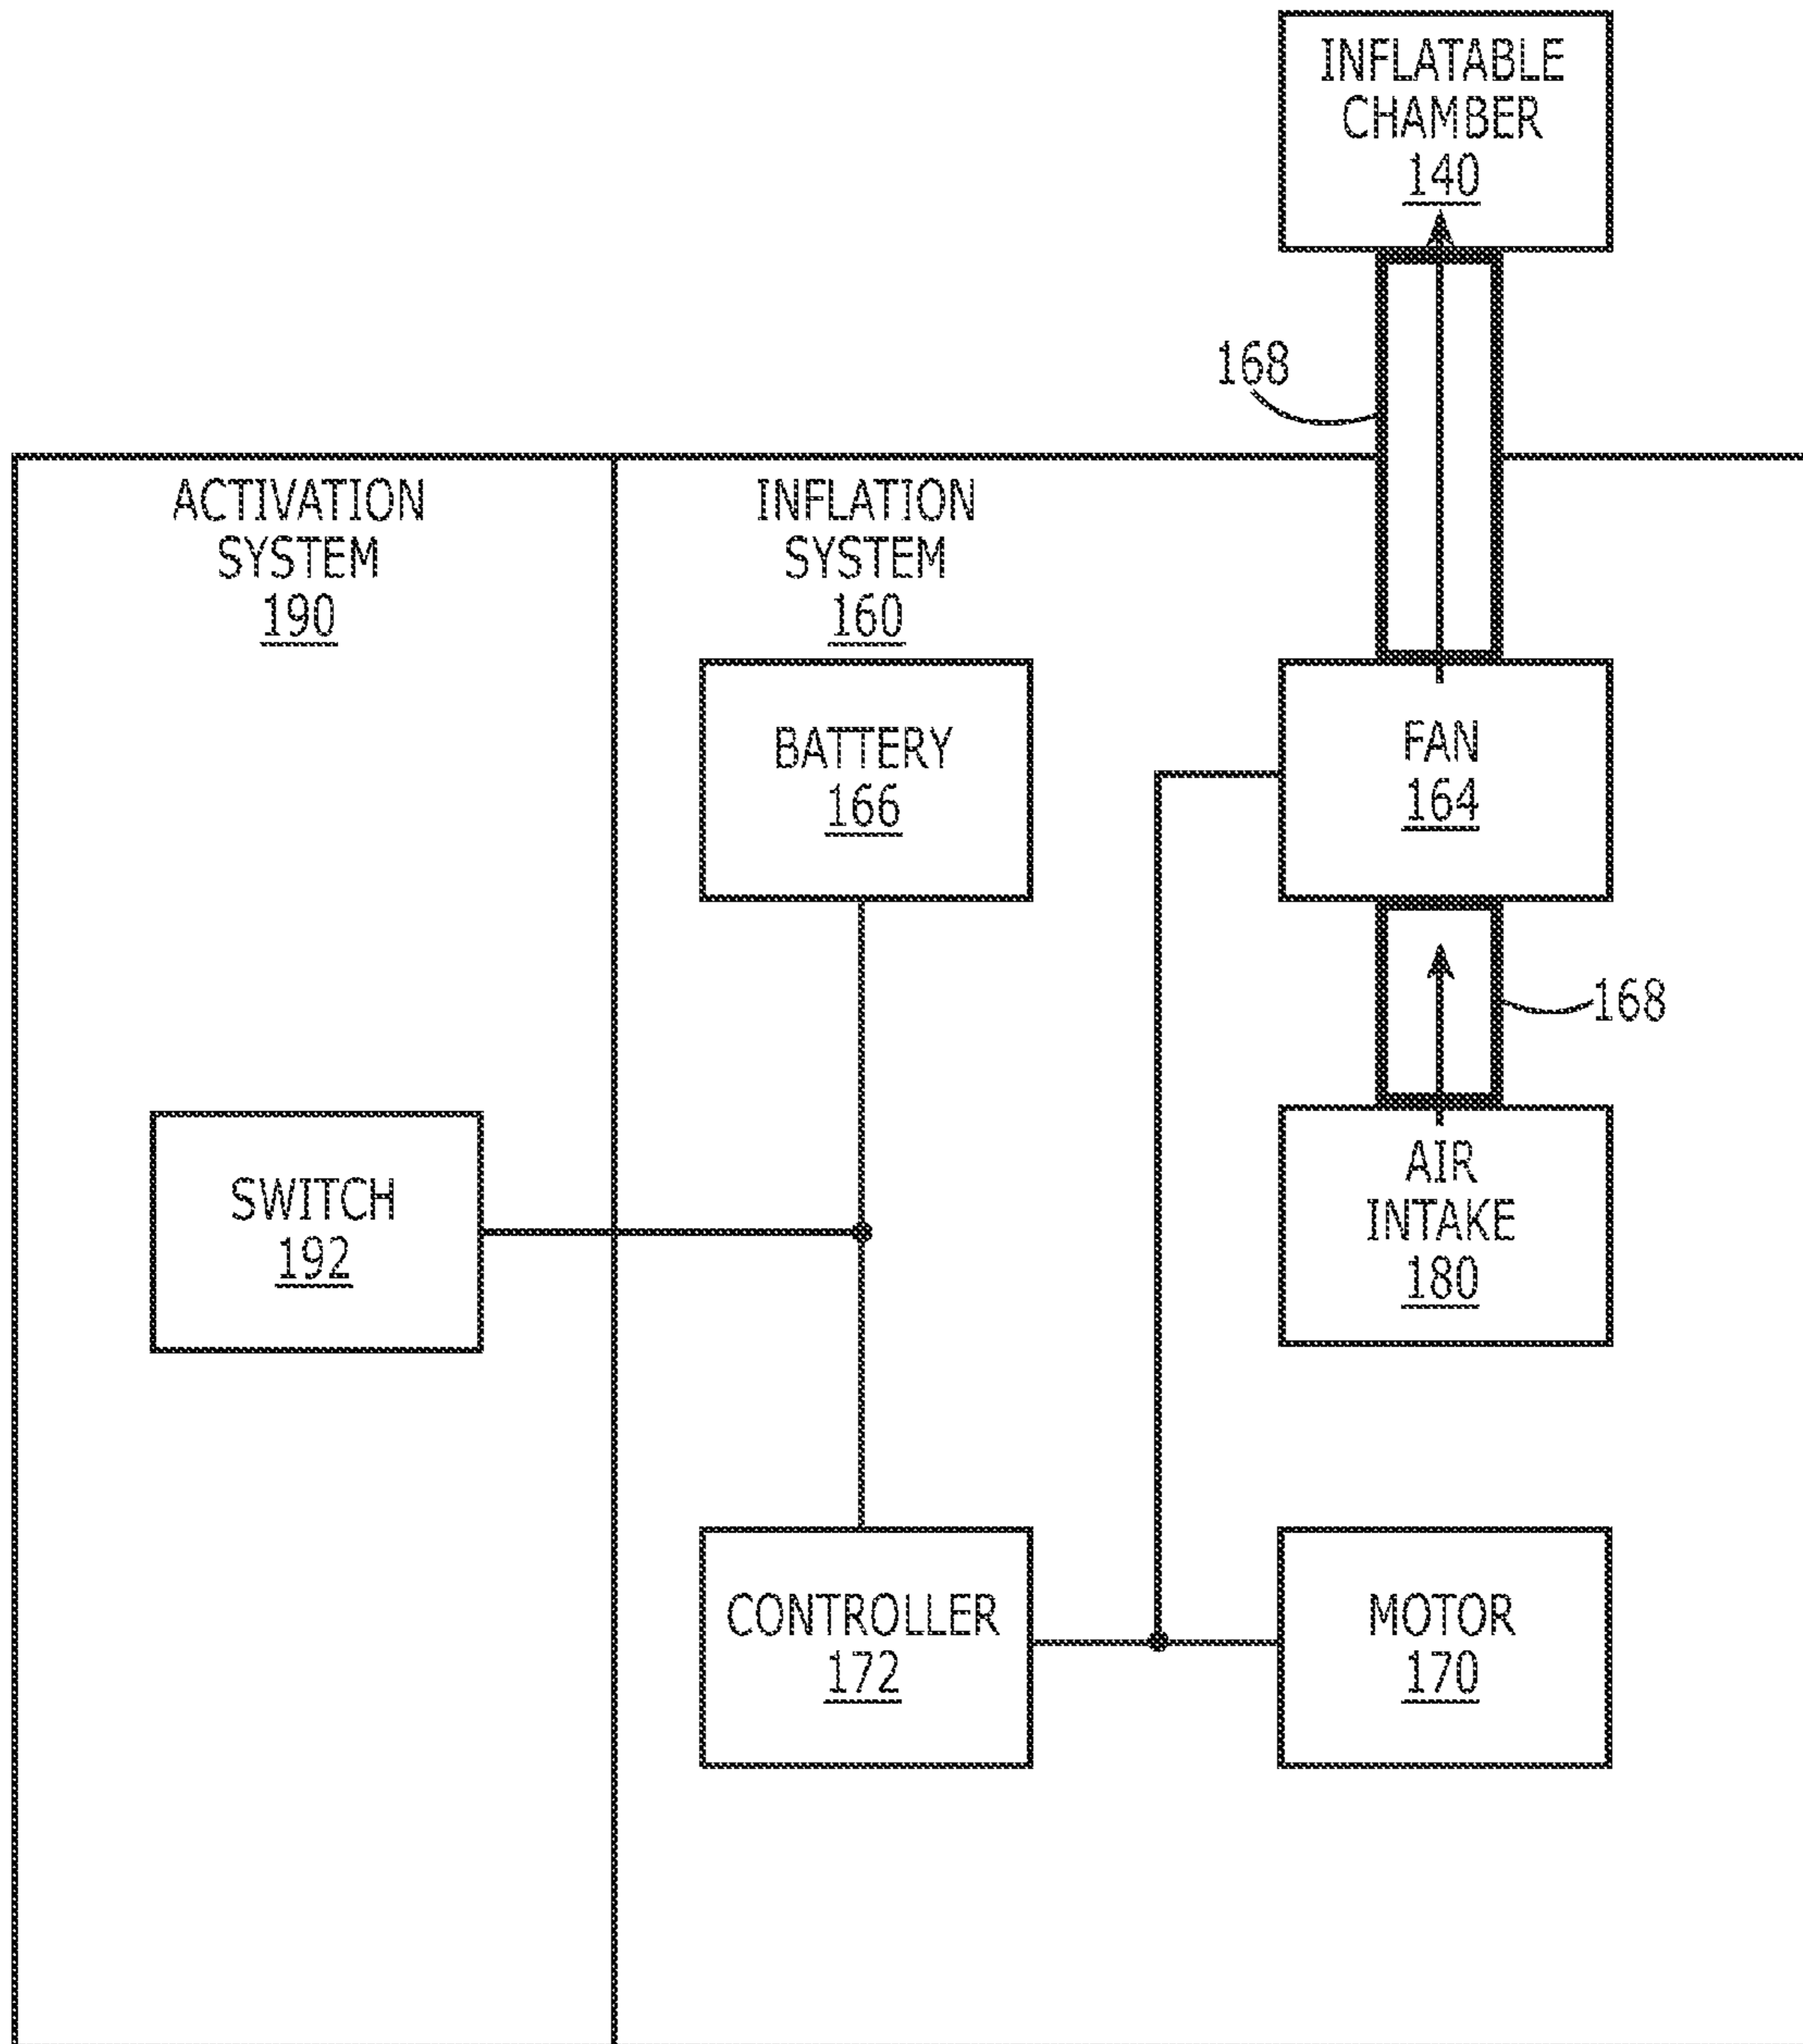 INFLATABLE
CHAMBER
140
168
ACTIVATION
SYSTEM
190
INFLATION
SYSTEM
160
BATTERY
166
FAN
164
168
SWITCH
192
AIR
INTAKE
180
CONTROLLER
172
MOTOR
170